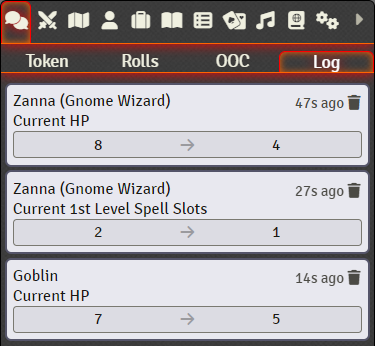 Token Rolls OOC Log
Zanna (Gnome Wizard) 47s ago
Current HP
8 → 4
Zanna (Gnome Wizard) 27s ago
Current 1st Level Spell Slots
2 → 1
Goblin 14s ago
Current HP
7 → 5